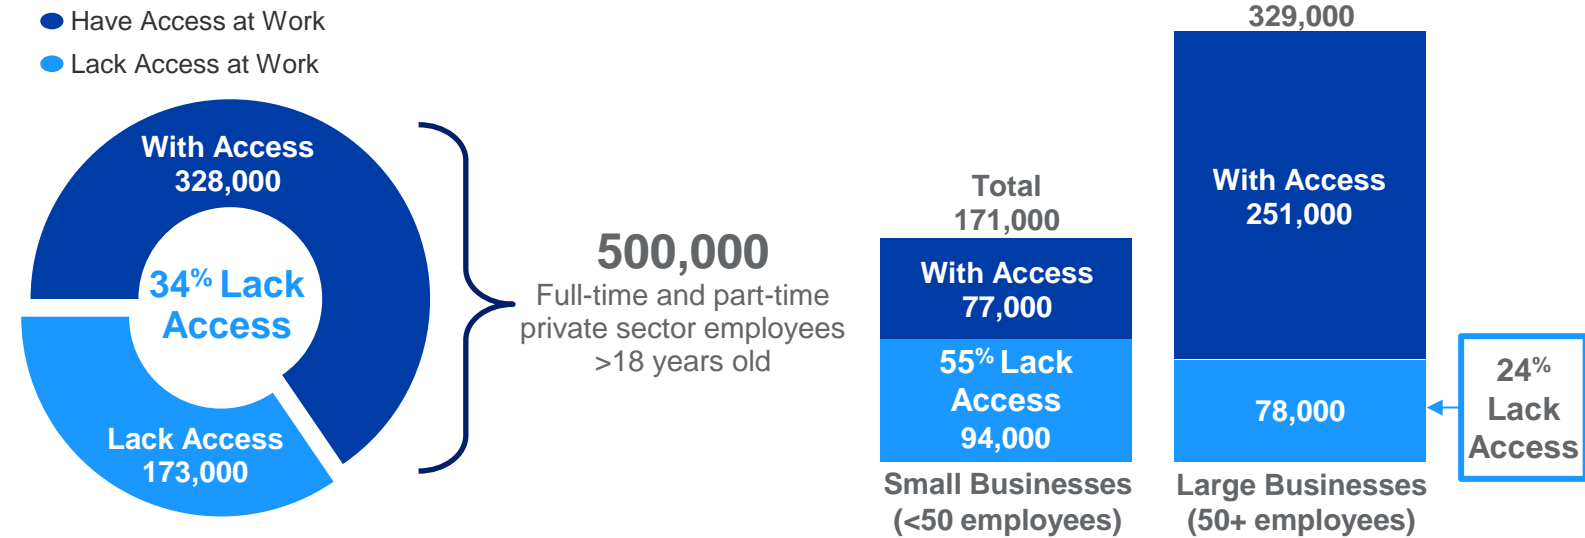 Have Access at Work
Lack Access at Work
With Access
328,000
34% Lack
Access
Lack Access
173,000
500,000
Full-time and part-time
private sector employees
>18 years old
Total
171,000
With Access
77,000
55% Lack
Access
94,000
Small Businesses
(<50 employees)
329,000
With Access
251,000
78,000
Large Businesses
(50+ employees)
24%
Lack
Access